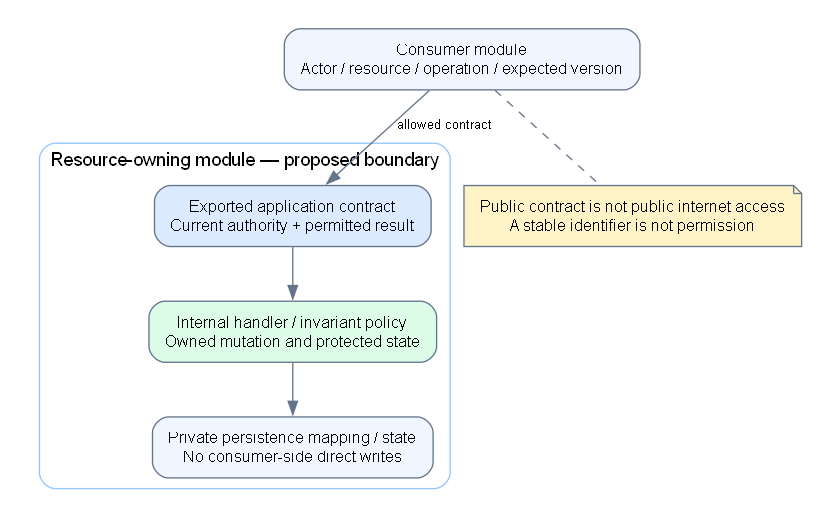 Consumer module
Actor / resource / operation / expected version
allowed contract
Resource-owning module — proposed boundary
Exported application contract
Current authority + permitted result
Public contract is not public internet access
A stable identifier is not permission
Internal handler / invariant policy
Owned mutation and protected state
Private persistence mapping / state
No consumer-side direct writes